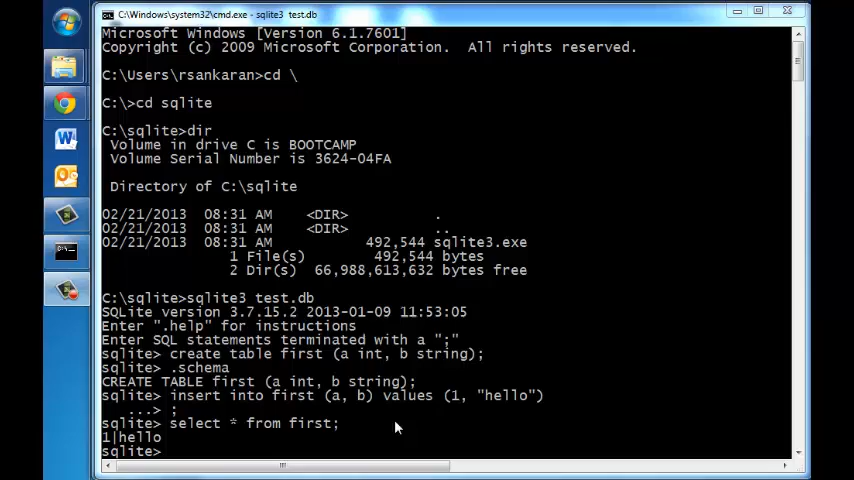 C:\Windows\system32\cmd.exe - sqlite3 test.db
Microsoft Windows [Version 6.1.7601]
Copyright (c) 2009 Microsoft Corporation.  All rights reserved.
C:\Users\rsankaran>cd \
C:\>cd sqlite
C:\sqlite>dir
Volume in drive C is BOOTCAMP
Volume Serial Number is 3624-04FA
Directory of C:\sqlite
02/21/2013  08:31 AM    <DIR>          .
02/21/2013  08:31 AM    <DIR>          ..
02/21/2013  08:31 AM           492,544 sqlite3.exe
1 File(s)        492,544 bytes
2 Dir(s)  66,988,613,632 bytes free
C:\sqlite>sqlite3 test.db
SQLite version 3.7.15.2 2013-01-09 11:53:05
Enter ".help" for instructions
Enter SQL statements terminated with a ";"
sqlite> create table first (a int, b string);
sqlite> .schema
CREATE TABLE first (a int, b string);
sqlite> insert into first (a, b) values (1, "hello")
...> ;
sqlite> select * from first;
1|hello
sqlite>